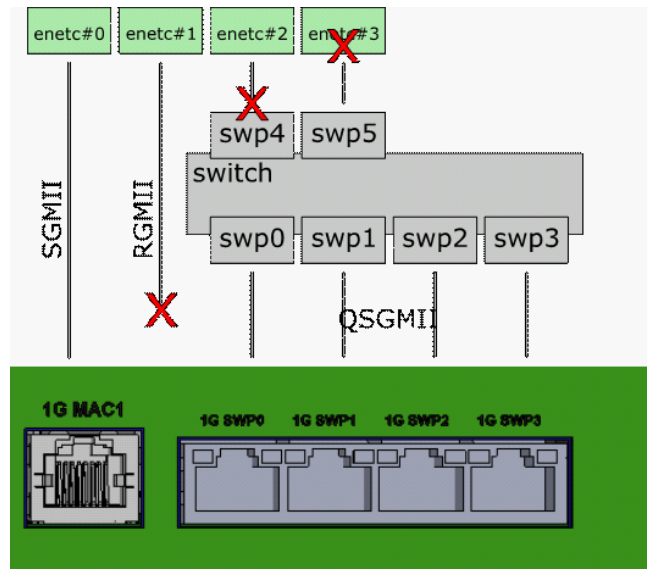 enetc#0 enetc#1 enetc#2 enetc#3
swp4 swp5
switch
SGMII
RGMII
swp0 swp1 swp2 swp3
QSGMII
1G MAC1
1G SWP0 1G SWP1 1G SWP2 1G SWP3